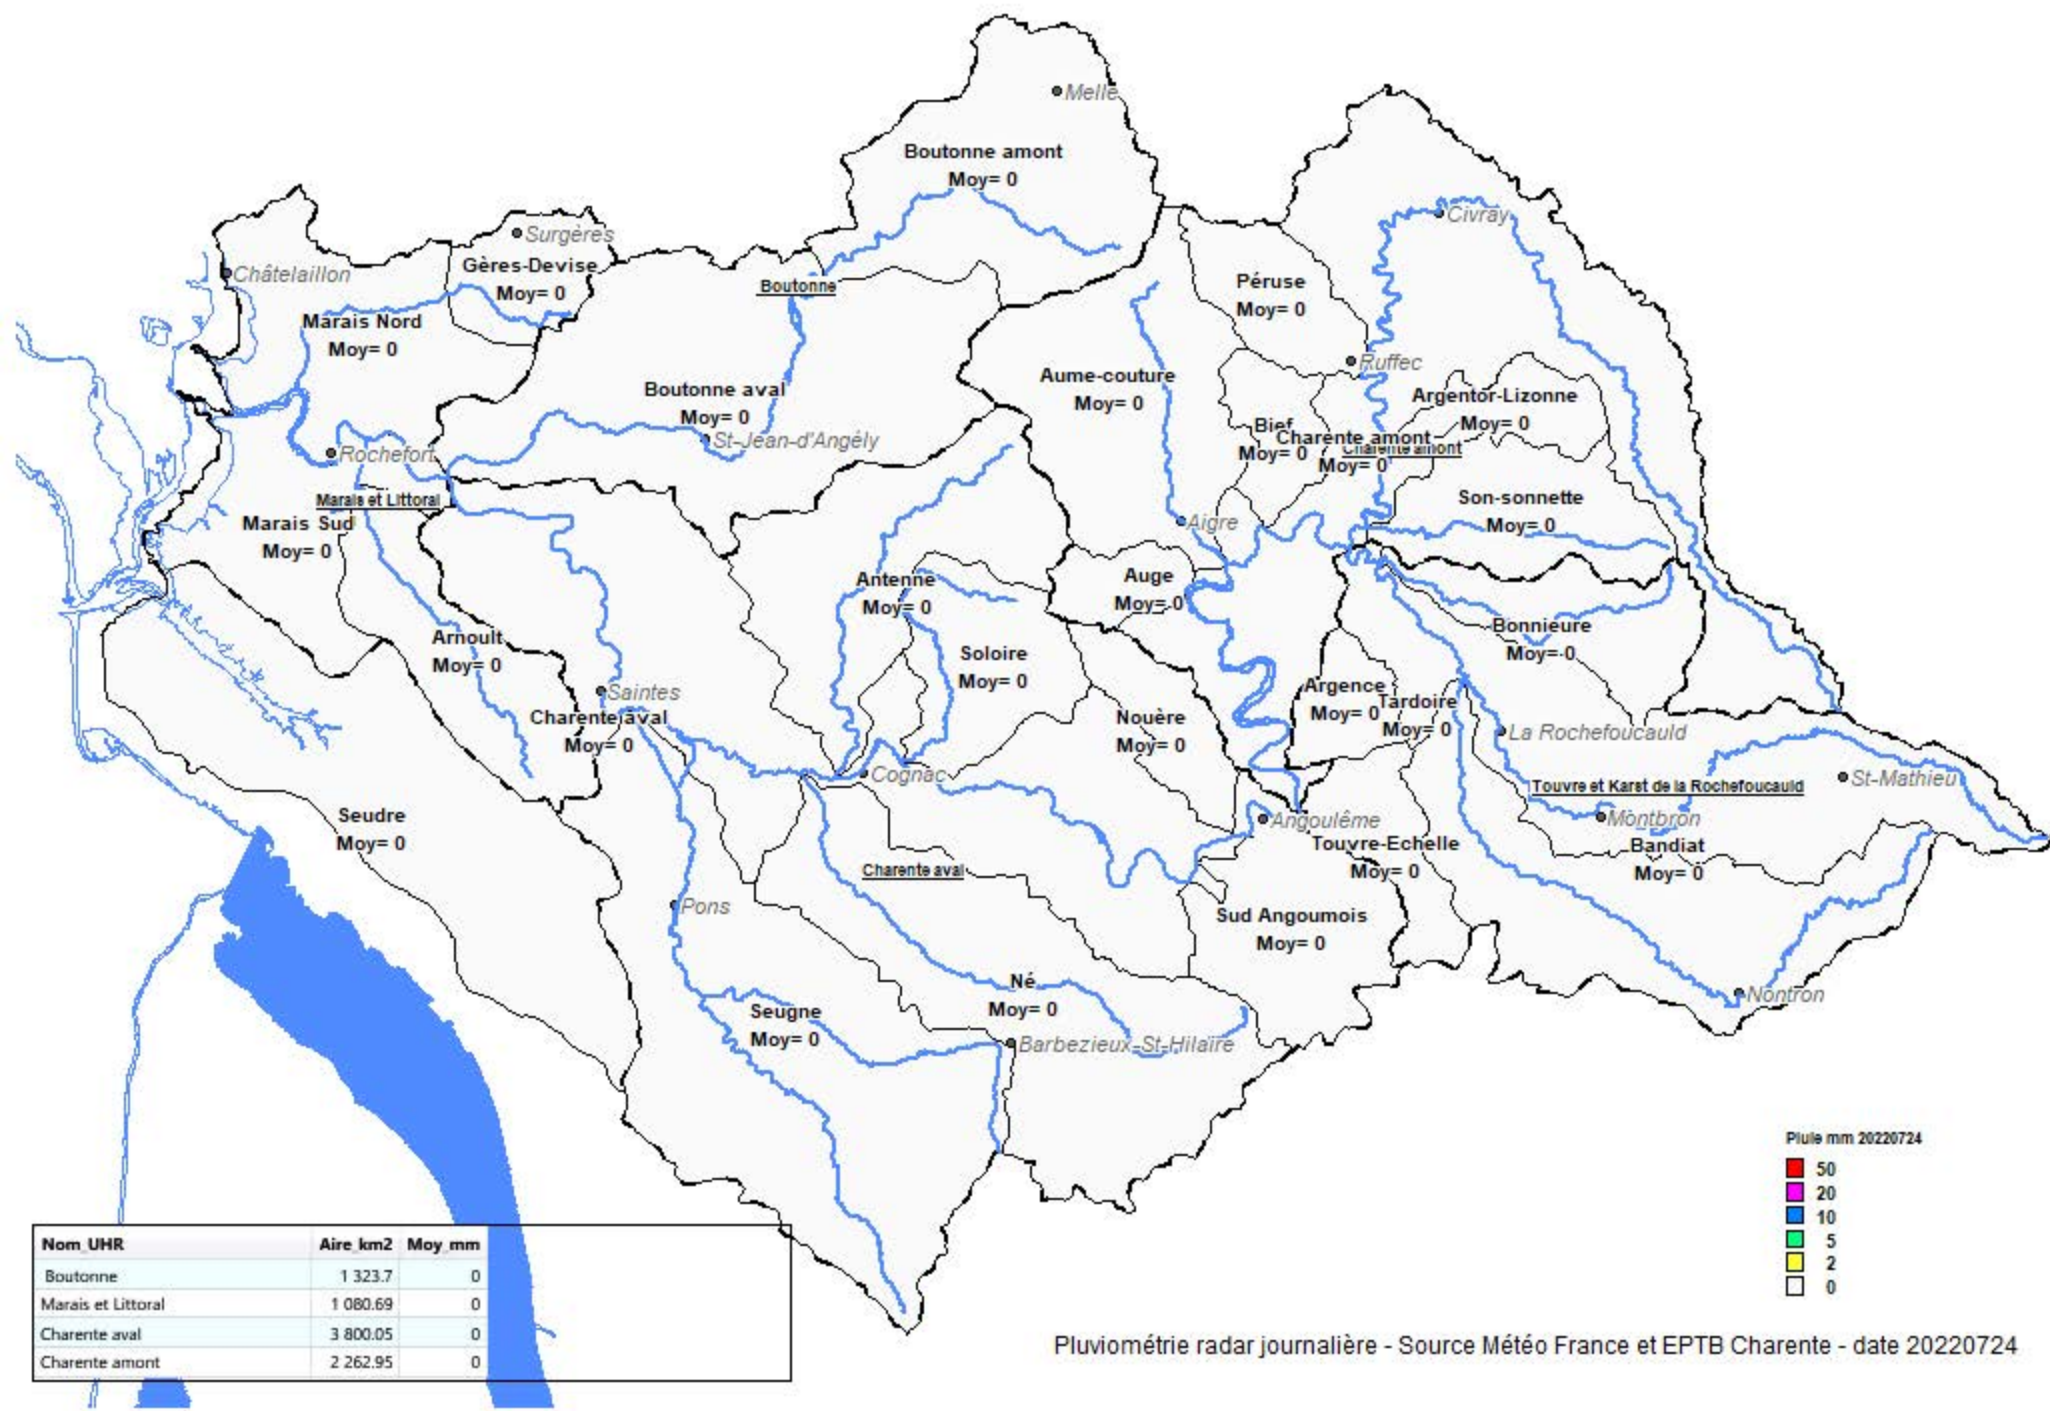 Melle
Boutonne amont
Moy= 0
Civray
Surgères
Châtelaillon
Gères-Devise
Moy= 0
Boutonne
Péruse
Moy= 0
Marais Nord
Moy= 0
Ruffec
Aume-couture
Moy= 0
Boutonne aval
Moy= 0
Argentor-Lizonne
Moy= 0
St-Jean-d'Angély
Bief
Moy= 0
Charente amont
Moy= 0
Charente amont
Rochefort
Marais et Littoral
Son-sonnette
Moy= 0
Marais Sud
Moy= 0
Aigre
Antenne
Moy= 0
Auge
Moy= 0
Bonnieure
Moy= 0
Arnoult
Moy= 0
Soloire
Moy= 0
Saintes
Argence
Moy= 0
Tardoire
Moy= 0
Charente aval
Moy= 0
Nouère
Moy= 0
La Rochefoucauld
Cognac
St-Mathieu
Touvre et Karst de la Rochefoucauld
Seudre
Moy= 0
Angoulême
Montbron
Touvre-Echelle
Moy= 0
Bandiat
Moy= 0
Charente aval
Pons
Sud Angoumois
Moy= 0
Né
Moy= 0
Nontron
Seugne
Moy= 0
Barbezieux-St-Hilaire
Pluie mm 20220724
50
20
10
5
2
0
Nom_UHR Aire_km2 Moy_mm
Boutonne 1 323.7 0
Marais et Littoral 1 080.69 0
Charente aval 3 800.05 0
Charente amont 2 262.95 0
Pluviométrie radar journalière - Source Météo France et EPTB Charente - date 20220724